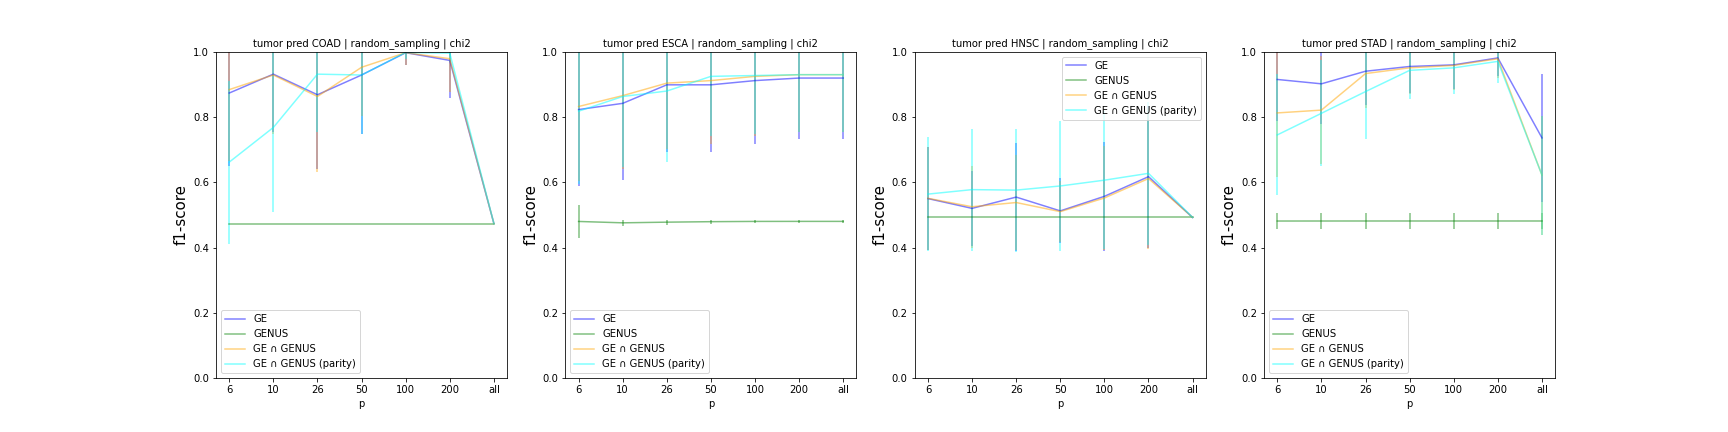 tumor pred COAD | random_sampling | chi2
1.0
0.8
0.6
0.4
0.2
0.0
f1-score
GE
GENUS
GE ∩ GENUS
GE ∩ GENUS (parity)
6 10 26 50 100 200 all
p
tumor pred ESCA | random_sampling | chi2
1.0
0.8
0.6
0.4
0.2
0.0
f1-score
GE
GENUS
GE ∩ GENUS
GE ∩ GENUS (parity)
6 10 26 50 100 200 all
p
tumor pred HNSC | random_sampling | chi2
1.0
0.8
0.6
0.4
0.2
0.0
f1-score
GE
GENUS
GE ∩ GENUS
GE ∩ GENUS (parity)
6 10 26 50 100 200 all
p
tumor pred STAD | random_sampling | chi2
1.0
0.8
0.6
0.4
0.2
0.0
f1-score
GE
GENUS
GE ∩ GENUS
GE ∩ GENUS (parity)
6 10 26 50 100 200 all
p